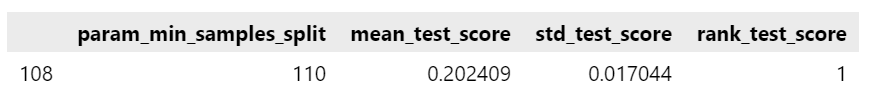 param_min_samples_split mean_test_score std_test_score rank_test_score
108 110 0.202409 0.017044 1